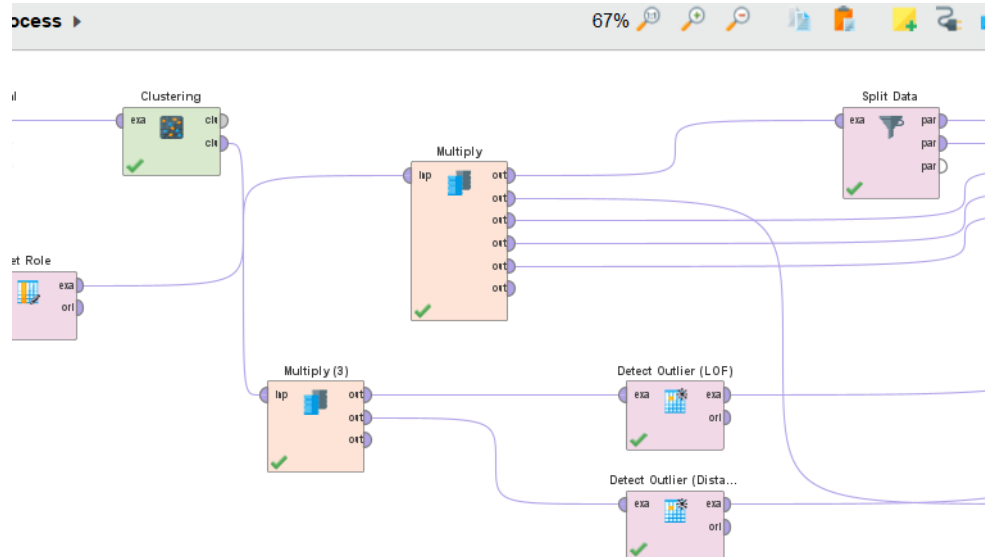 ocess
67%
Clustering
exa
clu
clu
Multiply
inp
out
out
out
out
out
out
Split Data
exa
par
par
par
et Role
exa
ori
Multiply (3)
inp
out
out
out
Detect Outlier (LOF)
exa
exa
ori
Detect Outlier (Dista...
exa
exa
ori